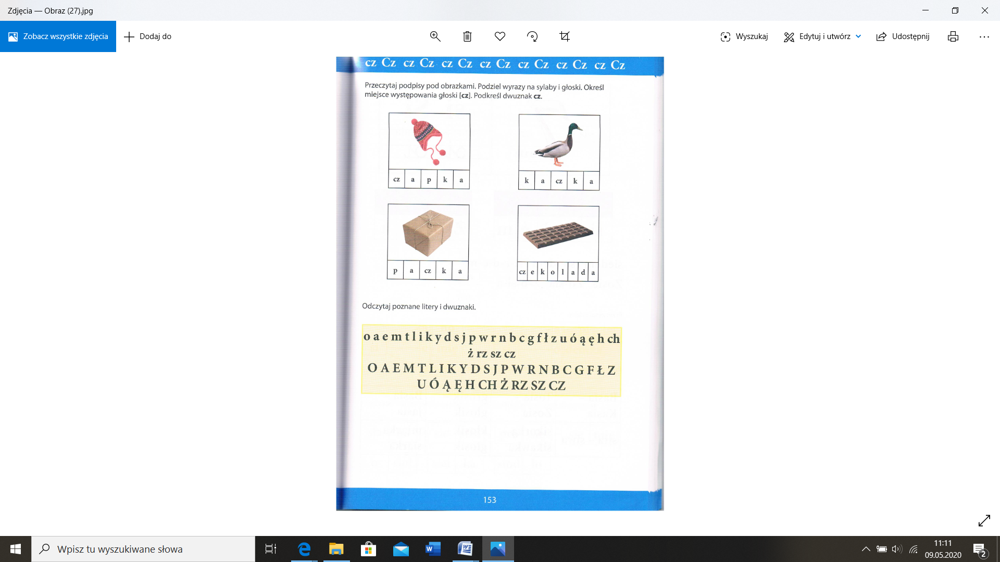 Zdjęcia — Obraz (27).jpg
Zobacz wszystkie zdjęcia
Dodaj do
Wyszukaj
Edytuj i utwórz
Udostępnij
cz Cz cz Cz cz Cz cz Cz cz Cz cz Cz cz Cz
Przeczytaj podpisy pod obrazkami. Podziel wyrazy na sylaby i głoski. Określ
miejsce występowania głoski [cz]. Podkreśl dwuznak cz.
cz a p k a
k a cz k a
p a cz k a
cz e k o l a d a
Odczytaj poznane litery i dwuznaki.
o a e m t l i k y d s j p w r n b c g f ł z u ó ą ę h ch
ż rz sz cz
O A E M T L I K Y D S J P W R N B C G F Ł Z
U Ó Ą Ę H CH Ż RZ SZ CZ
153
Wpisz tu wyszukiwane słowa
11:11
09.05.2020
2